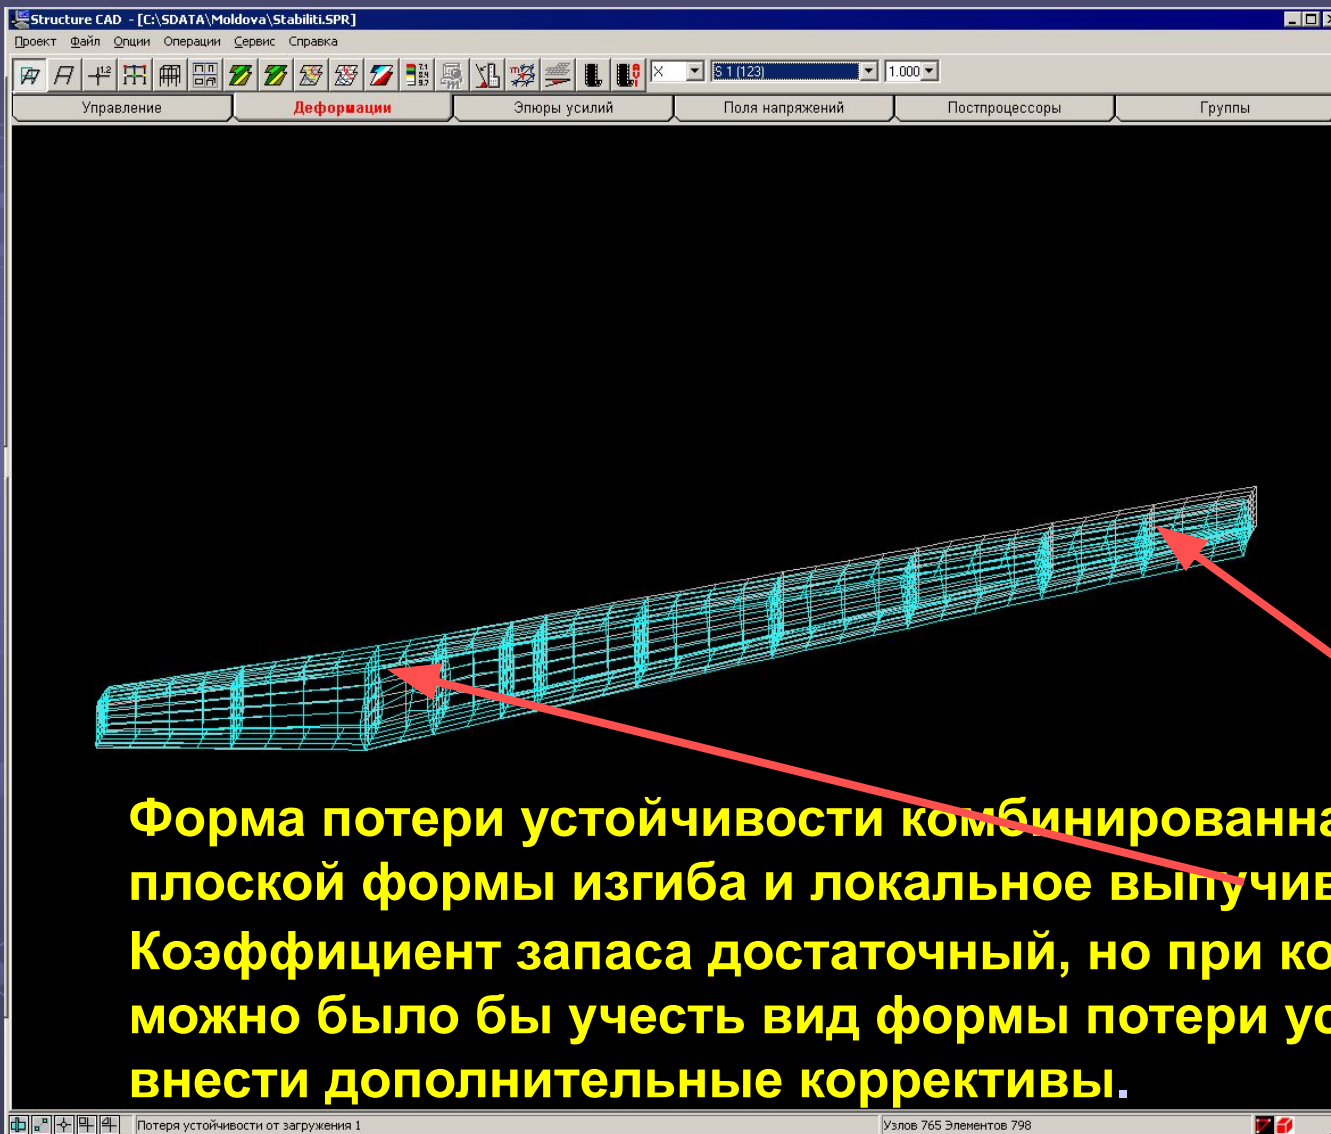 Structure CAD - [C:\SDATA\Moldova\Stabiliti.SPR]
Проект Файл Опции Операции Сервис Справка
X S 1 (123) 1.000
Управление Деформации Эпюры усилий Поля напряжений Постпроцессоры Группы
Форма потери устойчивости комбинированна
плоской формы изгиба и локальное выпучив
Коэффициент запаса достаточный, но при ко
можно было бы учесть вид формы потери ус
внести дополнительные коррективы.
Потеря устойчивости от загружения 1 Узлов 765 Элементов 798